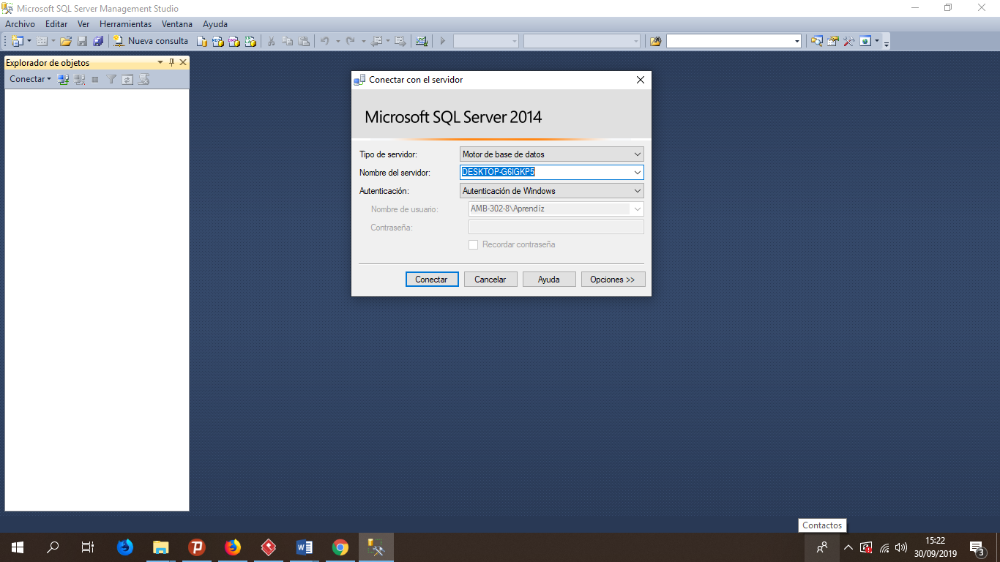 Microsoft SQL Server Management Studio
Archivo Editar Ver Herramientas Ventana Ayuda
Nueva consulta
Explorador de objetos
Conectar
Conectar con el servidor
Microsoft SQL Server 2014
Tipo de servidor: Motor de base de datos
Nombre del servidor: DESKTOP-G6IGKP5
Autenticación: Autenticación de Windows
Nombre de usuario: AMB-302-8\Aprendíz
Contraseña:
Recordar contraseña
Conectar Cancelar Ayuda Opciones >>
Contactos
15:22
30/09/2019
3